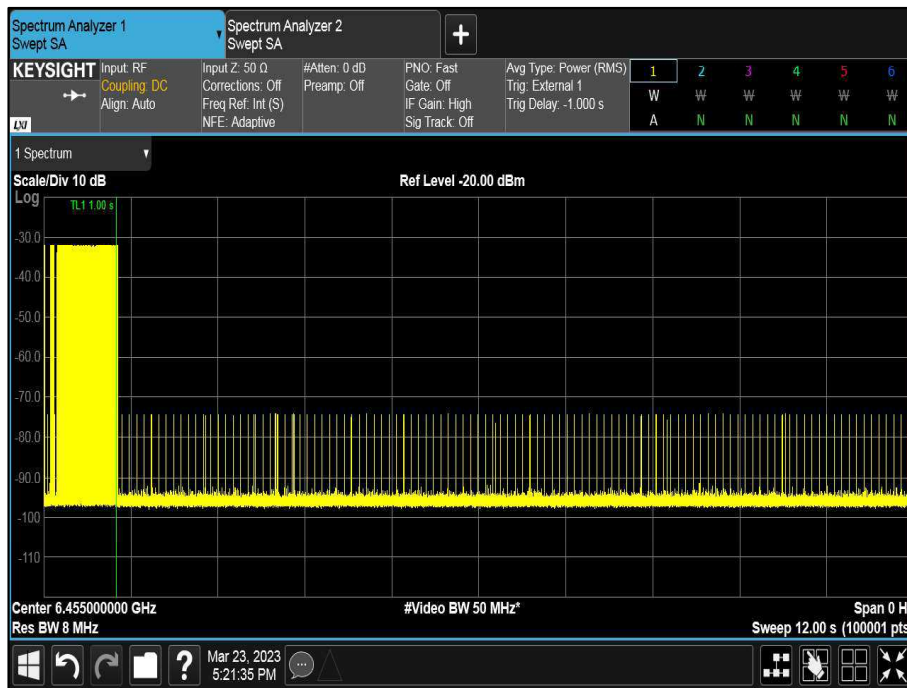 Spectrum Analyzer 1
Swept SA
Spectrum Analyzer 2
Swept SA
+
KEYSIGHT
LXI
Input: RF
Coupling: DC
Align: Auto
Input Z: 50 Ω
Corrections: Off
Freq Ref: Int (S)
NFE: Adaptive
#Atten: 0 dB
Preamp: Off
PNO: Fast
Gate: Off
IF Gain: High
Sig Track: Off
Avg Type: Power (RMS)
Trig: External 1
Trig Delay: -1.000 s
1 2 3 4 5 6
W W W W W W
A N N N N N
1 Spectrum
Scale/Div 10 dB
Ref Level -20.00 dBm
Log
TL1 1.00 s
-30.0
-40.0
-50.0
-60.0
-70.0
-80.0
-90.0
-100
-110
Center 6.455000000 GHz
#Video BW 50 MHz*
Span 0 H
Res BW 8 MHz
Sweep 12.00 s (100001 pts
?
Mar 23, 2023
5:21:35 PM